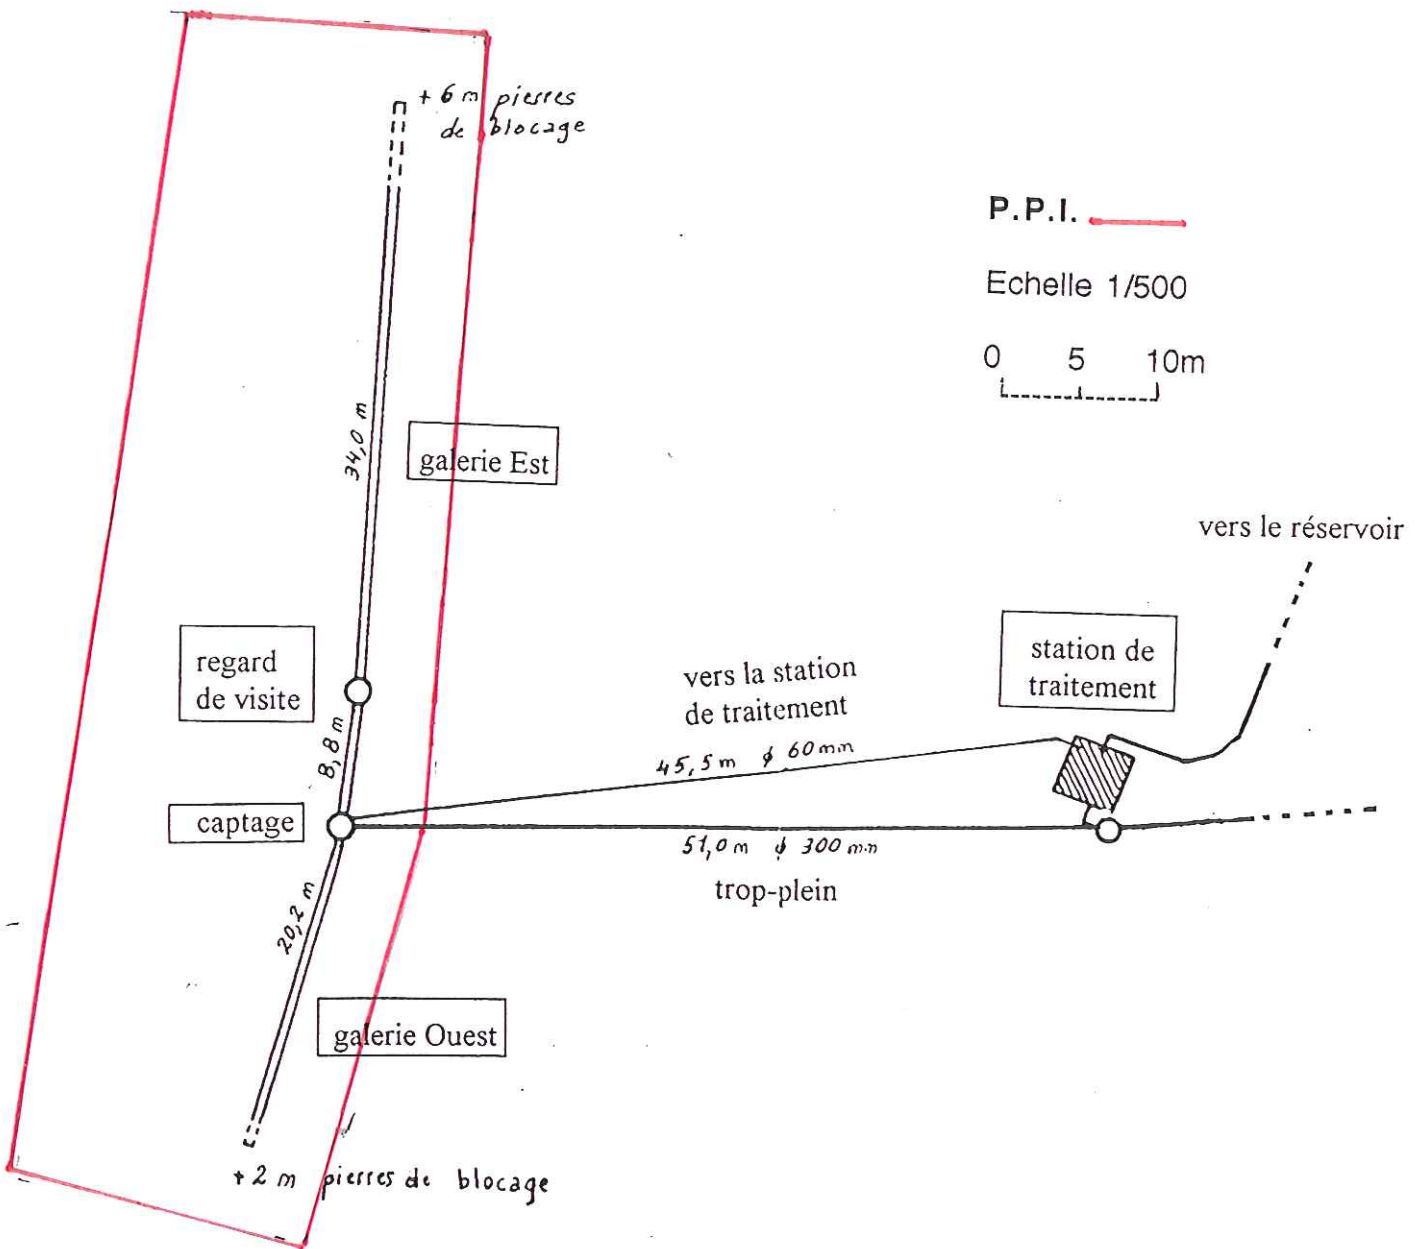 + 6 m pierres
de blocage
P.P.I.
Echelle 1/500
0 5 10m
34,0 m
galerie Est
vers le réservoir
regard
de visite
station de
traitement
vers la station
de traitement
8,8 m
45,5 m ϕ 60 mm
captage
51,0 m ϕ 300 mm
trop-plein
20,2 m
galerie Ouest
+ 2 m pierres de blocage